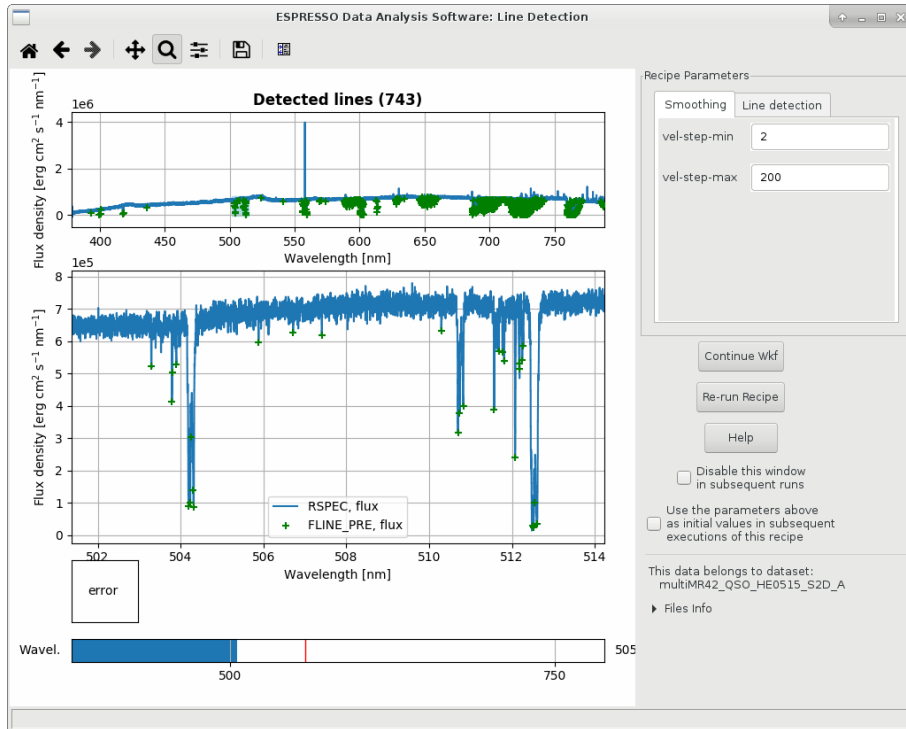 ESPRESSO Data Analysis Software: Line Detection
Detected lines (743)
1e6
Flux density [erg cm⁻² s⁻¹ nm⁻¹]
4
2
0
400 450 500 550 600 650 700 750
Wavelength [nm]
1e5
Flux density [erg cm⁻² s⁻¹ nm⁻¹]
8
7
6
5
4
3
2
1
0
RSPEC, flux
FLINE_PRE, flux
502 504 506 508 510 512 514
Wavelength [nm]
error
Wavel.
505
500 750
Recipe Parameters
Smoothing Line detection
vel-step-min 2
vel-step-max 200
Continue Wkf
Re-run Recipe
Help
Disable this window
in subsequent runs
Use the parameters above
as initial values in subsequent
executions of this recipe
This data belongs to dataset:
multiMR42_QSO_HE0515_S2D_A
Files Info